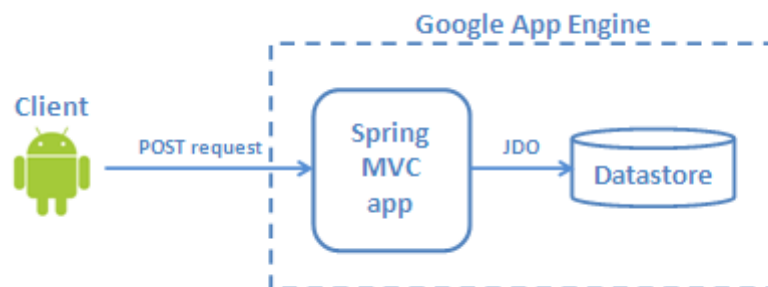 Google App Engine
Client
POST request
Spring
MVC
app
JDO
Datastore